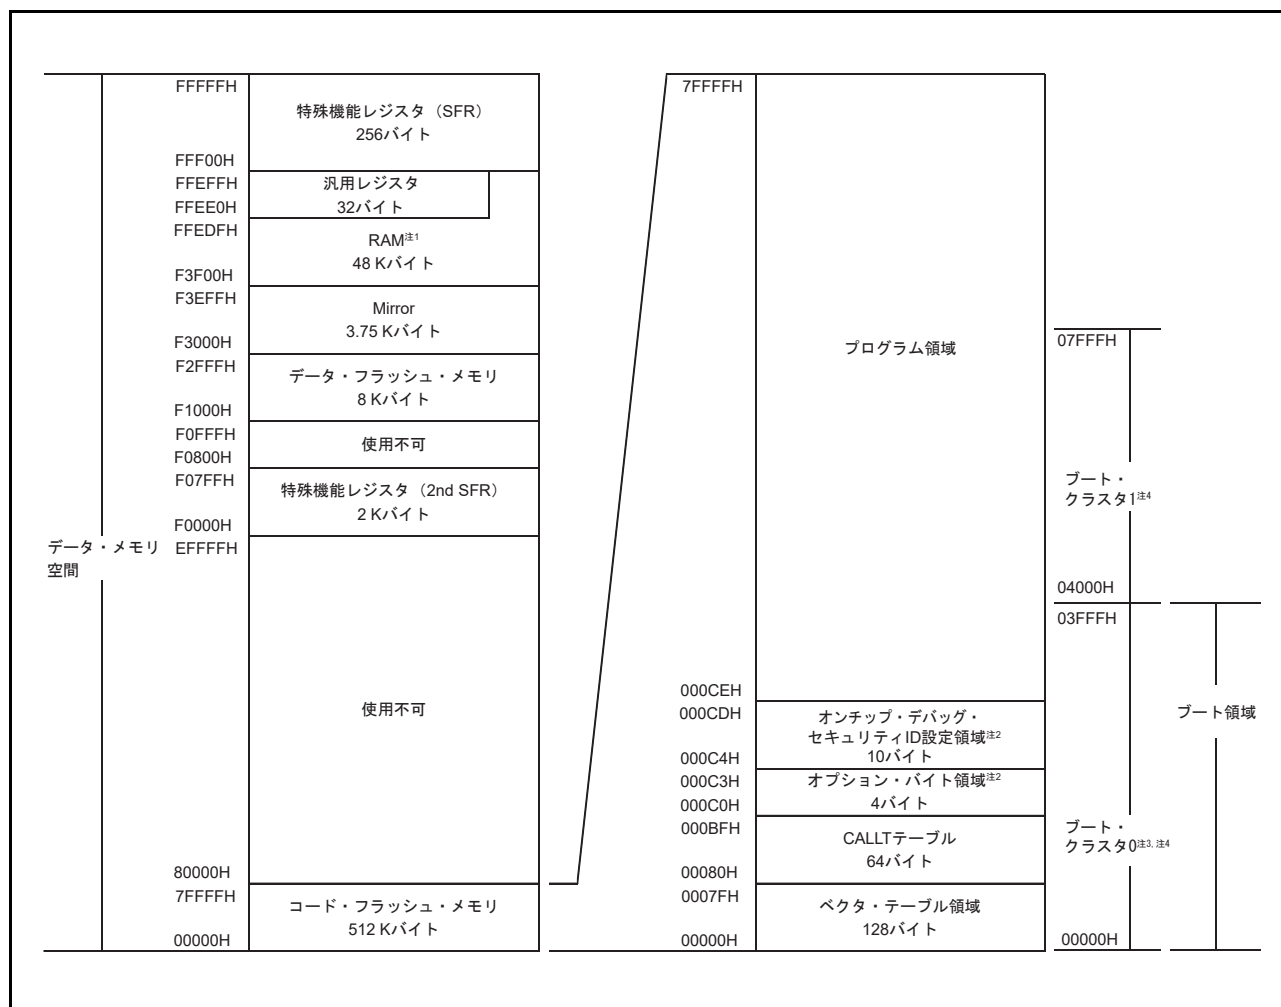 FFFFFH
特殊機能レジスタ（SFR）
256バイト
FFF00H
FFEFFH
汎用レジスタ
32バイト
FFEE0H
FFEDFH
RAM注1
48 Kバイト
F3F00H
F3EFFH
Mirror
3.75 Kバイト
F3000H
F2FFFH
データ・フラッシュ・メモリ
8 Kバイト
F1000H
F0FFFH
使用不可
F0800H
F07FFH
特殊機能レジスタ（2nd SFR）
2 Kバイト
F0000H
データ・メモリ
空間
EFFFFH
使用不可
80000H
7FFFFH
コード・フラッシュ・メモリ
512 Kバイト
00000H
7FFFFH
プログラム領域
000CEH
000CDH
オンチップ・デバッグ・
セキュリティID設定領域注2
10バイト
000C4H
000C3H
オプション・バイト領域注2
4バイト
000C0H
000BFH
CALLTテーブル
64バイト
00080H
0007FH
ベクタ・テーブル領域
128バイト
00000H
07FFFH
ブート・
クラスタ1注4
04000H
03FFFH
ブート領域
ブート・
クラスタ0注3, 注4
00000H